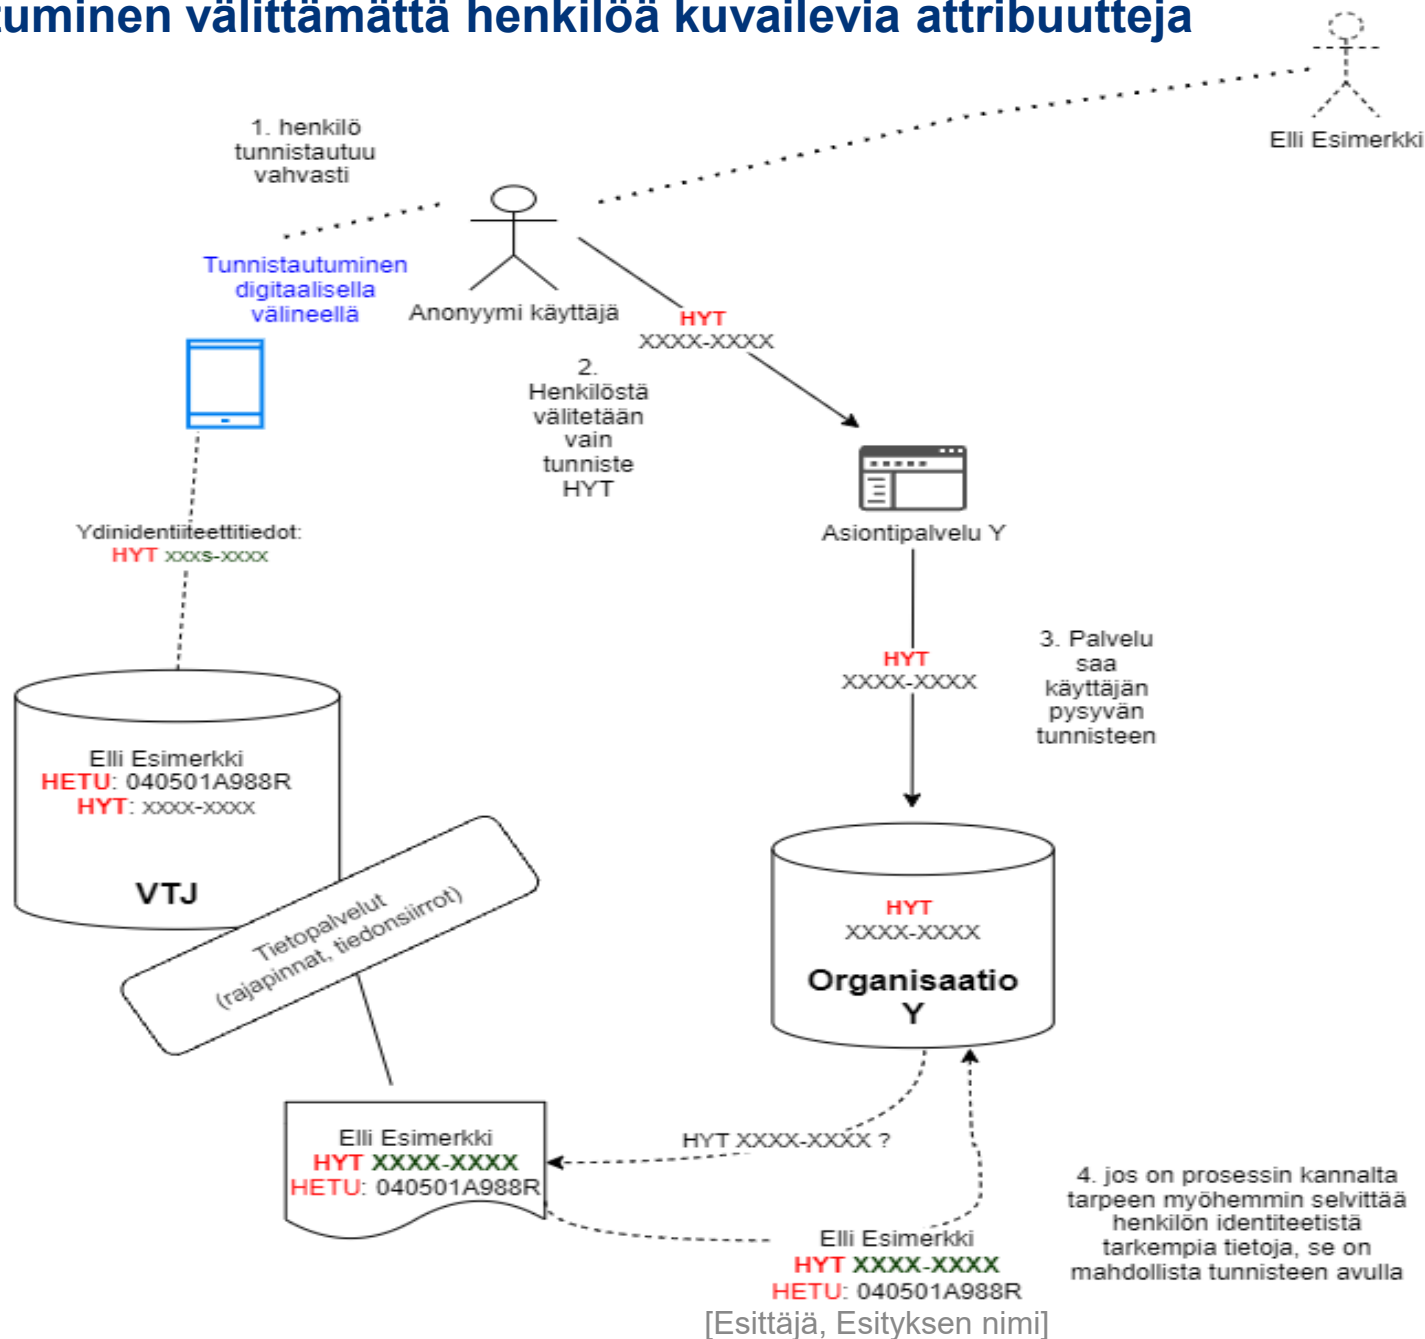 tuminen välittämättä henkilöä kuvailevia attribuutteja
Elli Esimerkki
1. henkilö
tunnistautuu
vahvasti
Tunnistautuminen
digitaalisella
välineellä
Anonyymi käyttäjä
HYT
XXXX-XXXX
2.
Henkilöstä
välitetään
vain
tunniste
HYT
Asiontipalvelu Y
Ydinidentiiteettitiedot:
HYT xxxs-xxxx
HYT
XXXX-XXXX
3. Palvelu
saa
käyttäjän
pysyvän
tunnisteen
Elli Esimerkki
HETU: 040501A988R
HYT: xxxx-xxxx
VTJ
Tietopalvelut
(rajapinnat, tiedonsiirrot)
HYT
XXXX-XXXX
Organisaatio
Y
HYT XXXX-XXXX ?
Elli Esimerkki
HYT XXXX-XXXX
HETU: 040501A988R
4. jos on prosessin kannalta
tarpeen myöhemmin selvittää
henkilön identiteetistä
tarkempia tietoja, se on
mahdollista tunnisteen avulla
Elli Esimerkki
HYT XXXX-XXXX
HETU: 040501A988R
[Esittäjä, Esityksen nimi]